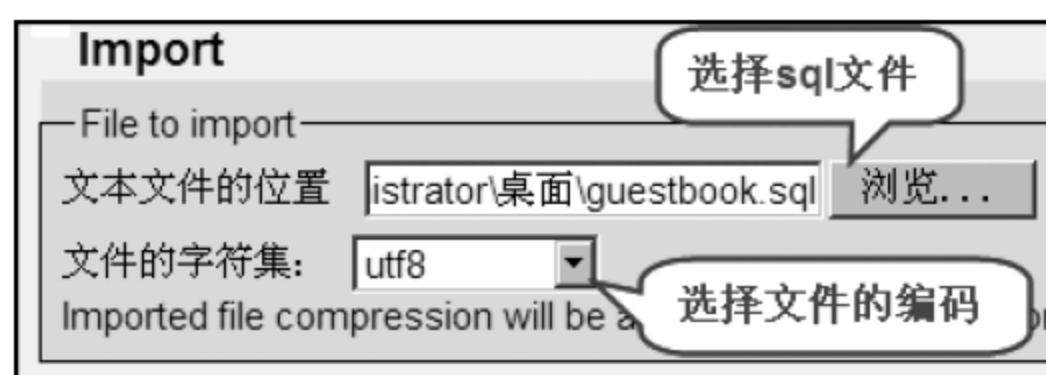 Import
选择sql文件
File to import
文本文件的位置 istrator\桌面\guestbook.sql 浏览...
文件的字符集: utf8
选择文件的编码
Imported file compression will be